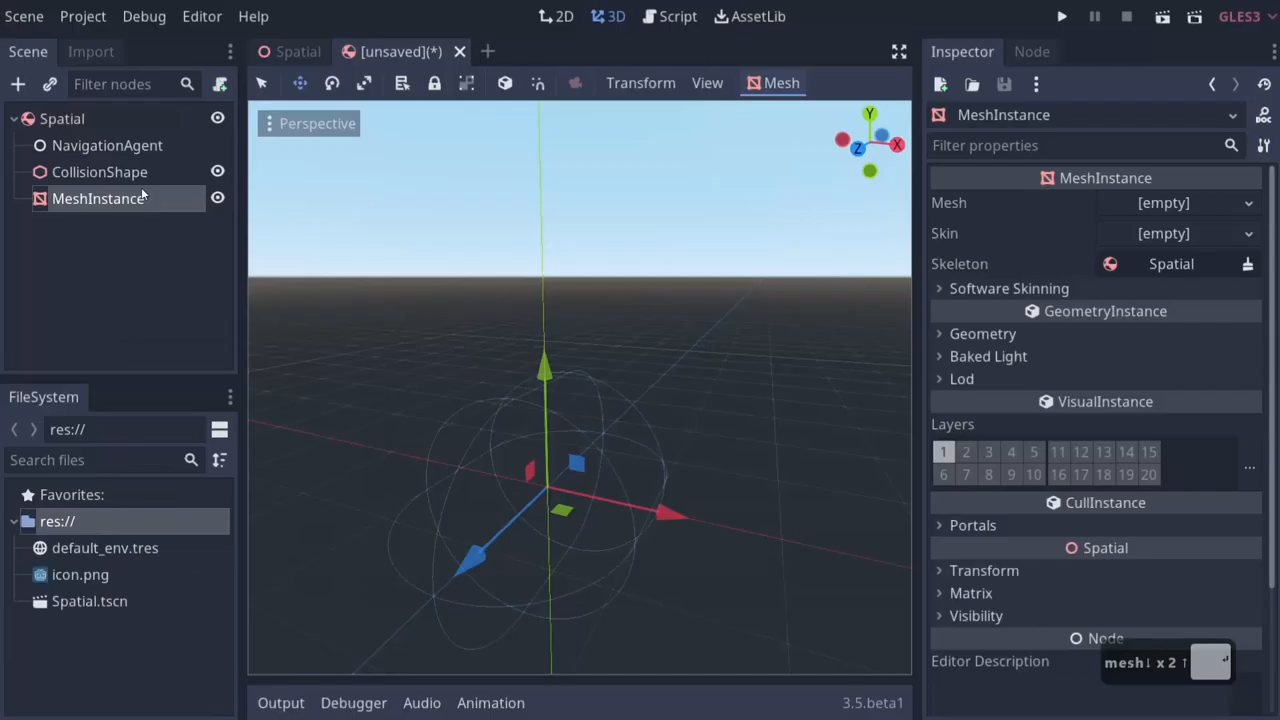 Scene Project Debug Editor Help 2D 3D Script AssetLib GLES3
Scene Import
Spatial [unsaved](*)
Inspector Node
Filter nodes
Transform View Mesh
Spatial
NavigationAgent
CollisionShape
MeshInstance
Perspective
Y
X
Z
MeshInstance
Filter properties
MeshInstance
Mesh [empty]
Skin [empty]
Skeleton Spatial
Software Skinning
GeometryInstance
Geometry
Baked Light
Lod
VisualInstance
Layers
1 2 3 4 5 11 12 13 14 15
6 7 8 9 10 16 17 18 19 20
...
CullInstance
Portals
Spatial
Transform
Matrix
Visibility
Node
Editor Description
mesh↓ x 2 ↑
FileSystem
res://
Search files
Favorites:
res://
default_env.tres
icon.png
Spatial.tscn
Output Debugger Audio Animation 3.5.beta1